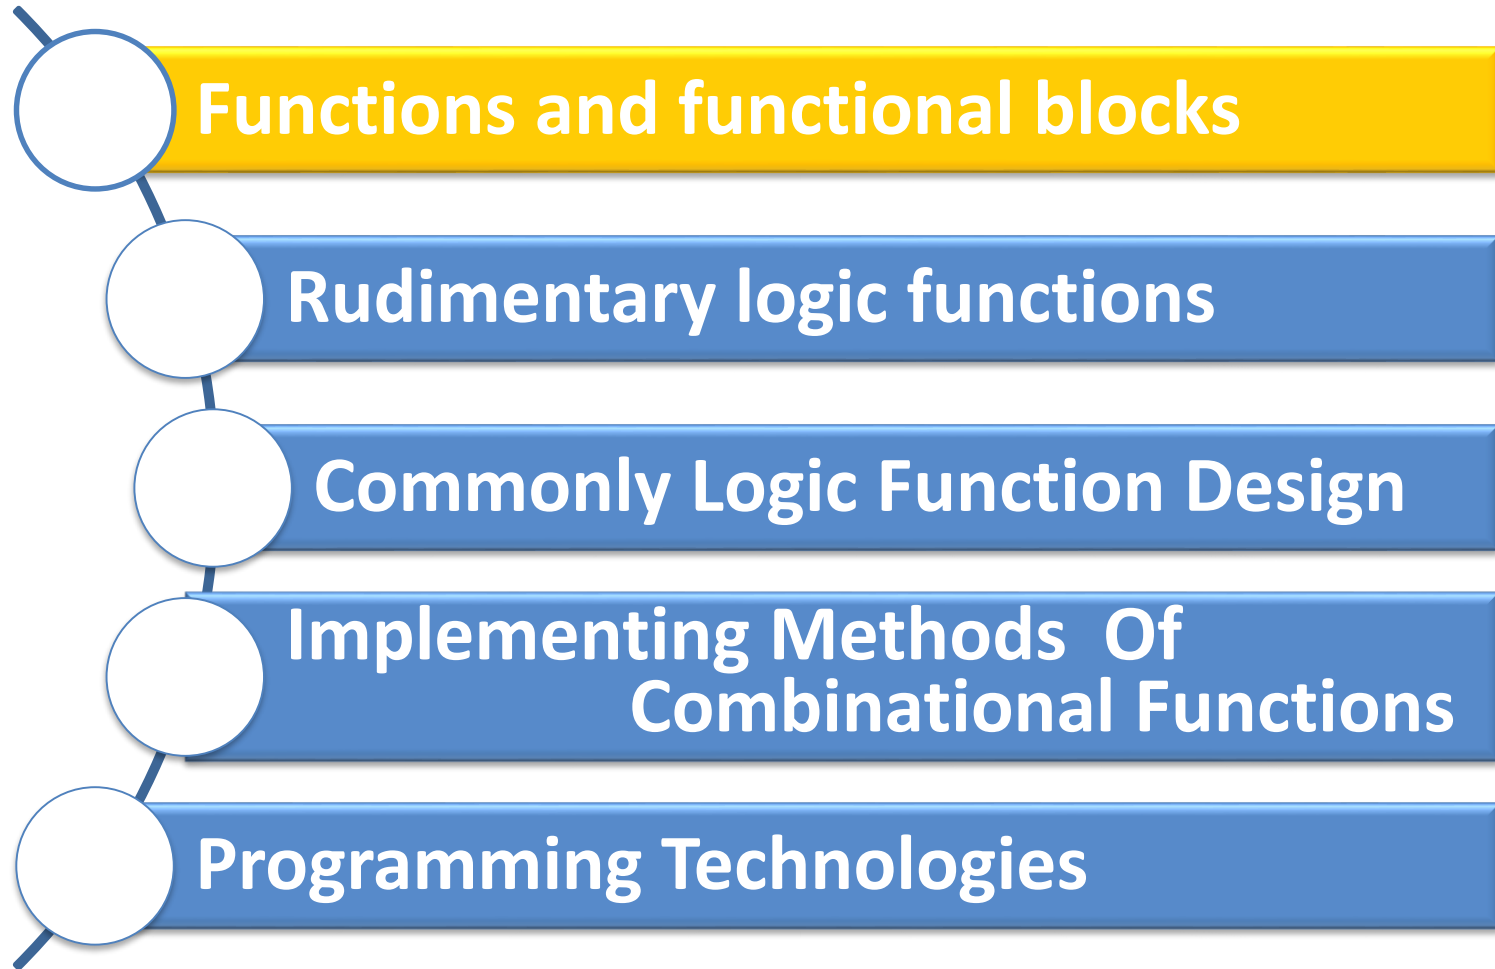 Functions and functional blocks
Rudimentary logic functions
Commonly Logic Function Design
Implementing Methods  Of
Combinational Functions
Programming Technologies